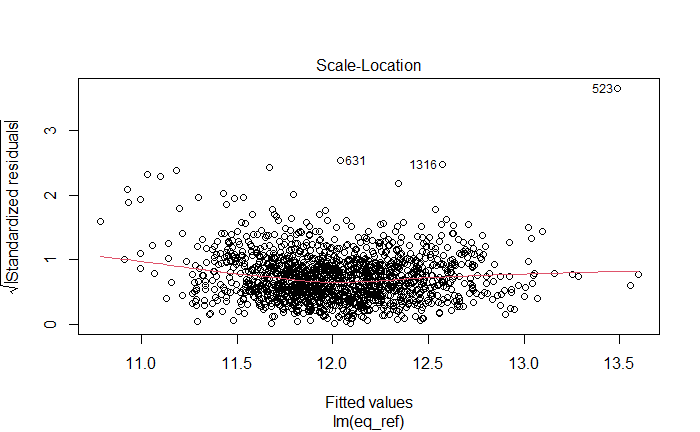 Scale-Location
523
631
1316
3
2
1
0
√|Standardized residuals|
11.0 11.5 12.0 12.5 13.0 13.5
Fitted values
lm(eq_ref)